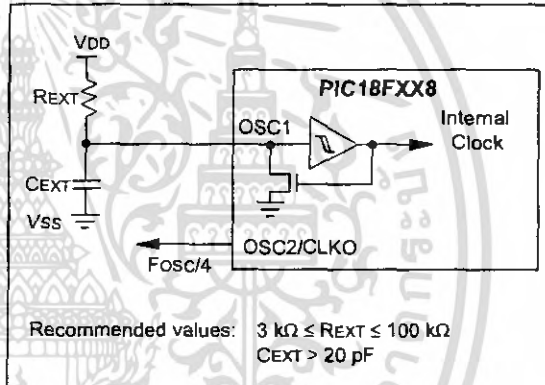 VDD
REXT
CEXT
VSS
PIC18FXX8
OSC1
Internal
Clock
OSC2/CLKO
FOSC/4
Recommended values: 3 kΩ ≤ REXT ≤ 100 kΩ
CEXT > 20 pF